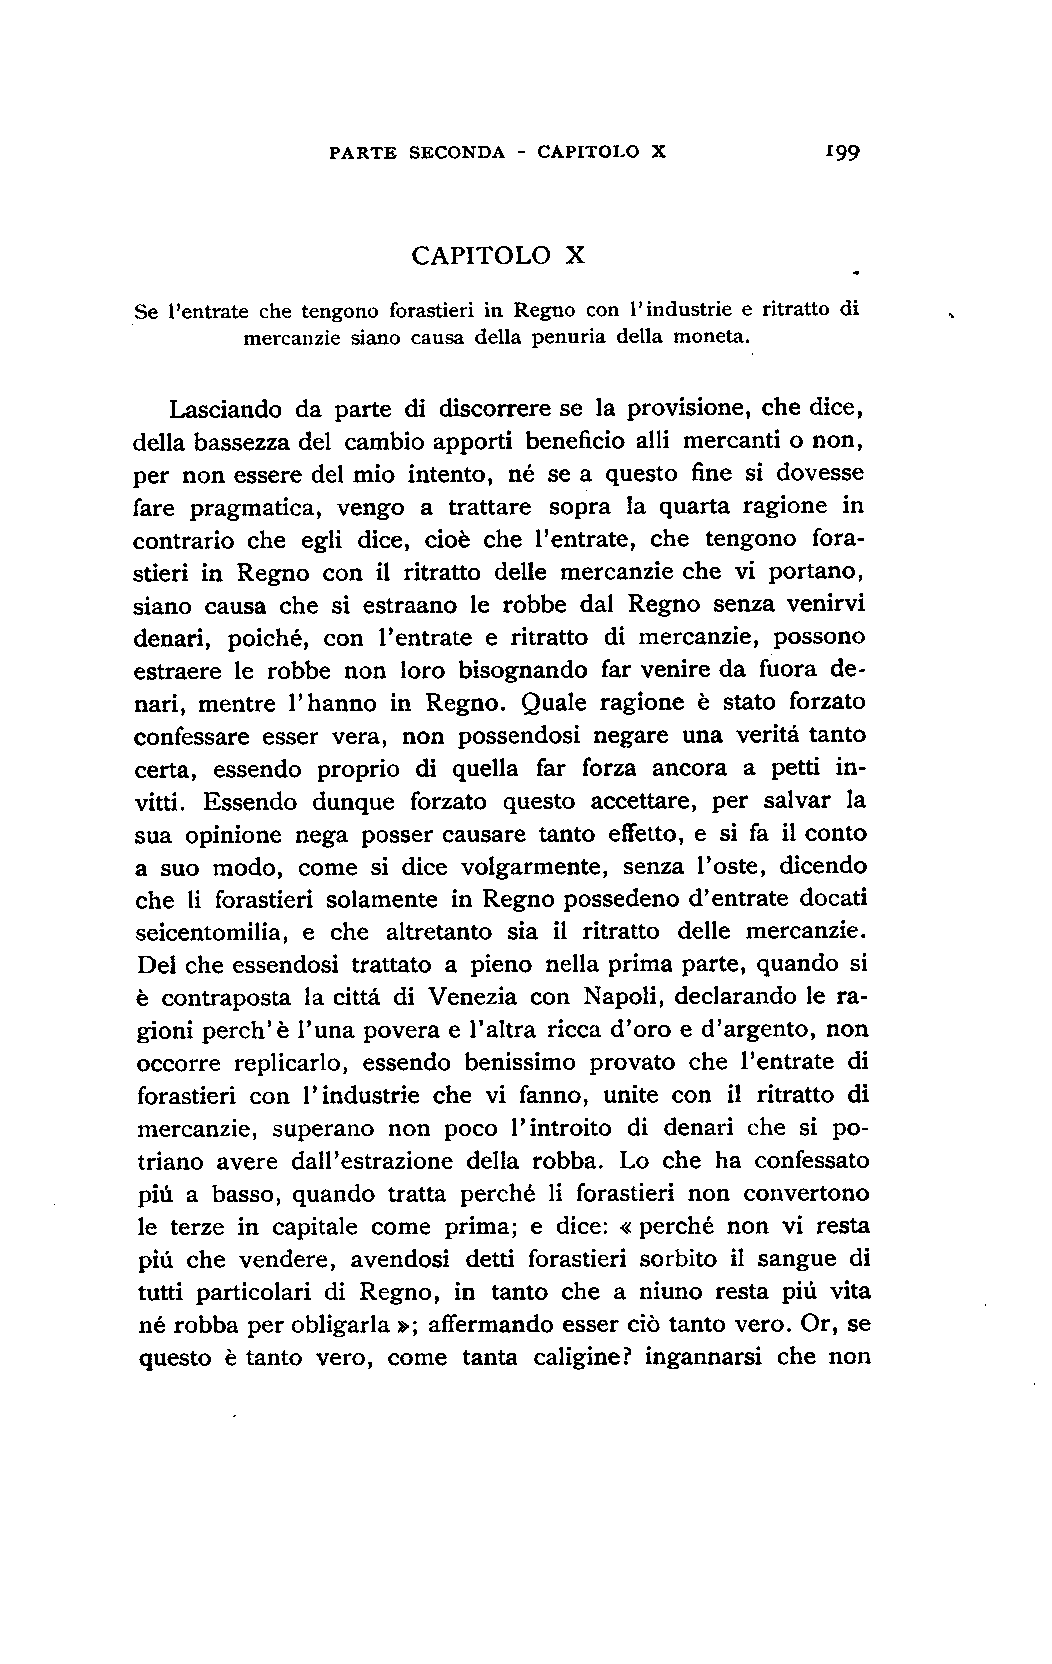 PARTE SECONDA - CAPITOLO X 199
CAPITOLO X
Se l'entrate che tengono forastieri in Regno con l'industrie e ritratto di
mercanzie siano causa della penuria della moneta.
Lasciando da parte di discorrere se la provisione, che dice,
della bassezza del cambio apporti beneficio alli mercanti o non,
per non essere del mio intento, né se a questo fine si dovesse
fare pragmatica, vengo a trattare sopra la quarta ragione in
contrario che egli dice, cioè che l'entrate, che tengono fora-
stieri in Regno con il ritratto delle mercanzie che vi portano,
siano causa che si estraano le robbe dal Regno senza venirvi
denari, poiché, con l'entrate e ritratto di mercanzie, possono
estraere le robbe non loro bisognando far venire da fuora de-
nari, mentre l'hanno in Regno. Quale ragione è stato forzato
confessare esser vera, non possendosi negare una veritá tanto
certa, essendo proprio di quella far forza ancora a petti in-
vitti. Essendo dunque forzato questo accettare, per salvar la
sua opinione nega posser causare tanto effetto, e si fa il conto
a suo modo, come si dice volgarmente, senza l'oste, dicendo
che li forastieri solamente in Regno possedeno d'entrate docati
seicentomilia, e che altretanto sia il ritratto delle mercanzie.
Del che essendosi trattato a pieno nella prima parte, quando si
è contraposta la cittá di Venezia con Napoli, declarando le ra-
gioni perch'è l'una povera e l'altra ricca d'oro e d'argento, non
occorre replicarlo, essendo benissimo provato che l'entrate di
forastieri con l'industrie che vi fanno, unite con il ritratto di
mercanzie, superano non poco l'introito di denari che si po-
triano avere dall'estrazione della robba. Lo che ha confessato
piú a basso, quando tratta perché li forastieri non convertono
le terze in capitale come prima; e dice: « perché non vi resta
piú che vendere, avendosi detti forastieri sorbito il sangue di
tutti particolari di Regno, in tanto che a niuno resta piú vita
né robba per obligarla »; affermando esser ciò tanto vero. Or, se
questo è tanto vero, come tanta caligine? ingannarsi che non